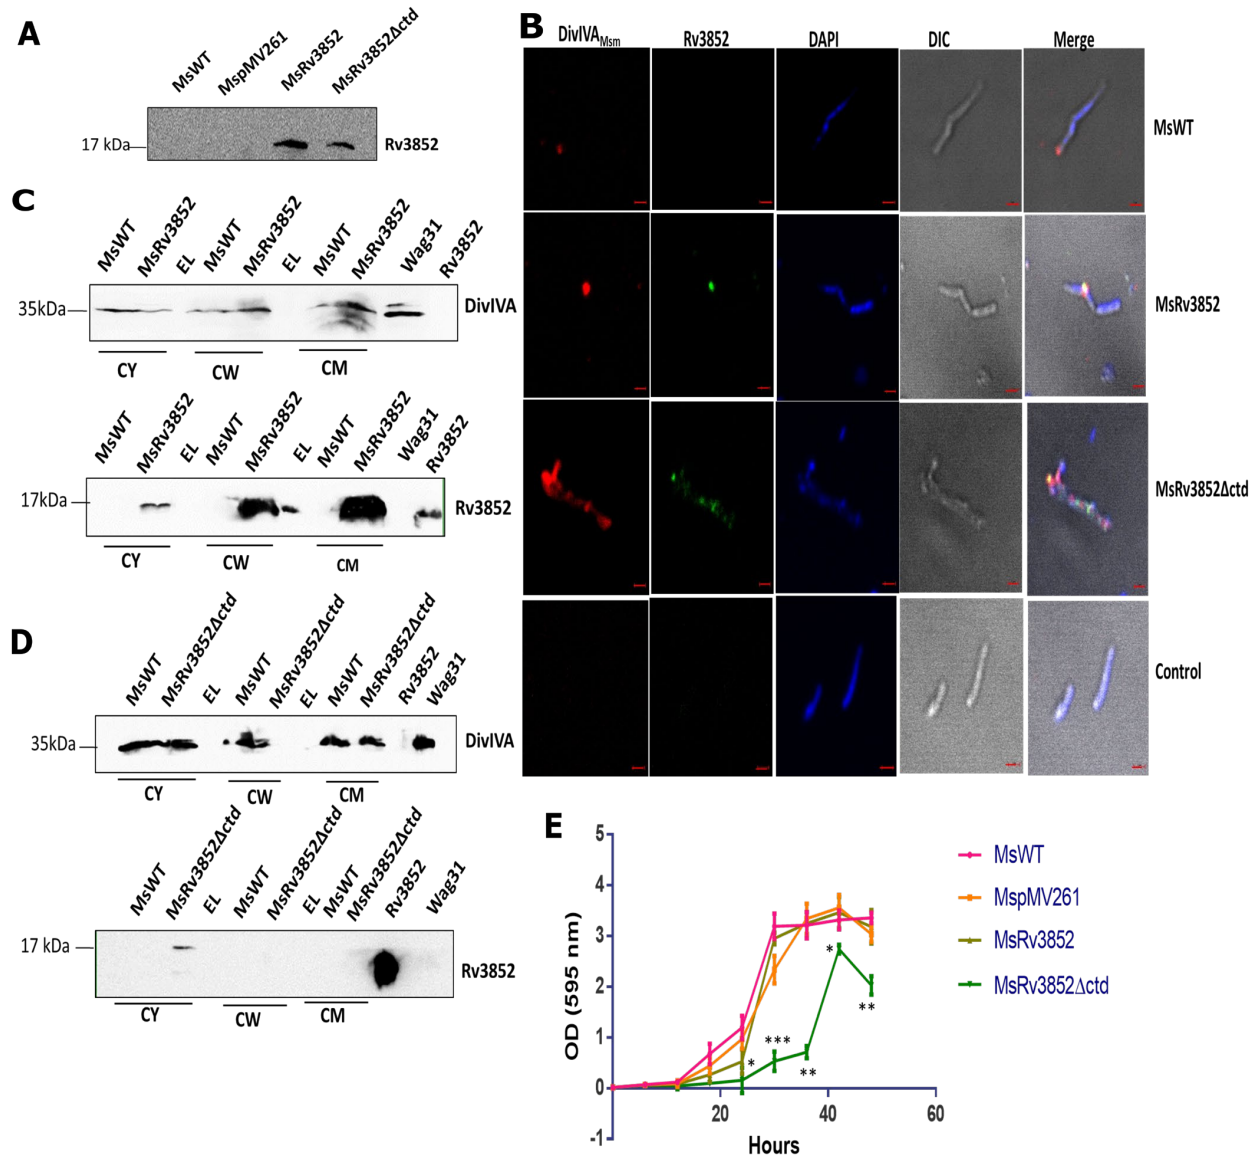 A
MsWT
MspMV261
MsRv3852
MsRv3852Δctd
17 kDa
Rv3852
B
DivIVAMsm
Rv3852
DAPI
DIC
Merge
MsWT
MsRv3852
MsRv3852Δctd
Control
C
MsWT
MsRv3852
EL
MsWT
MsRv3852
EL
MsWT
MsRv3852
Wag31
Rv3852
35kDa
DivIVA
CY
CW
CM
MsWT
MsRv3852
EL
MsWT
MsRv3852
EL
MsWT
MsRv3852
Wag31
Rv3852
17kDa
Rv3852
CY
CW
CM
D
MsWT
MsRv3852Δctd
EL
MsWT
MsRv3852Δctd
EL
MsWT
MsRv3852Δctd
Rv3852
Wag31
35kDa
DivIVA
CY
CW
CM
MsWT
MsRv3852Δctd
EL
MsWT
MsRv3852Δctd
EL
MsWT
MsRv3852Δctd
Rv3852
Wag31
17 kDa
Rv3852
CY
CW
CM
E
OD (595 nm)
5
4
3
2
1
0
-1
20
40
60
Hours
*
***
**
*
**
MsWT
MspMV261
MsRv3852
MsRv3852Δctd